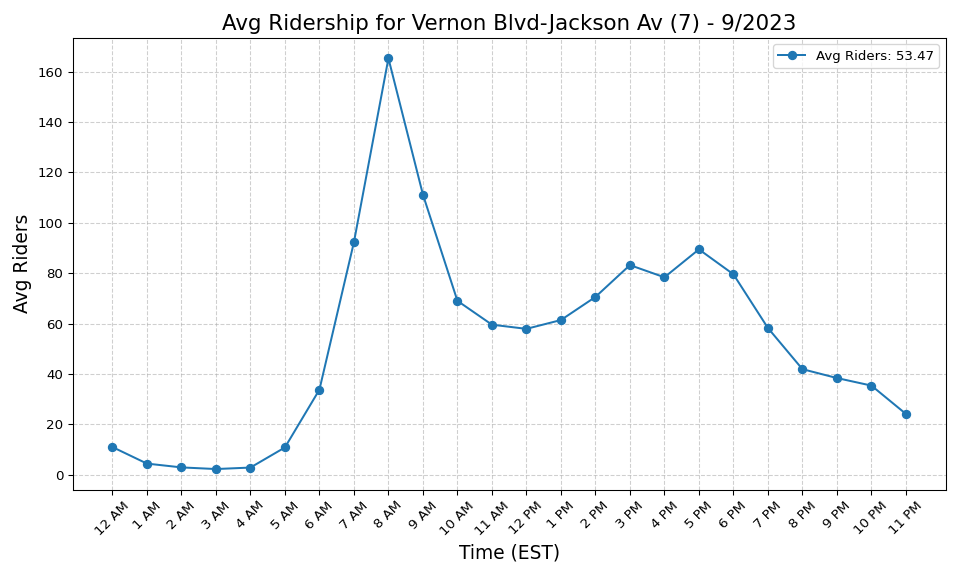 Avg Ridership for Vernon Blvd-Jackson Av (7) - 9/2023
Avg Riders: 53.47
Avg Riders
160
140
120
100
80
60
40
20
0
12 AM
1 AM
2 AM
3 AM
4 AM
5 AM
6 AM
7 AM
8 AM
9 AM
10 AM
11 AM
12 PM
1 PM
2 PM
3 PM
4 PM
5 PM
6 PM
7 PM
8 PM
9 PM
10 PM
11 PM
Time (EST)